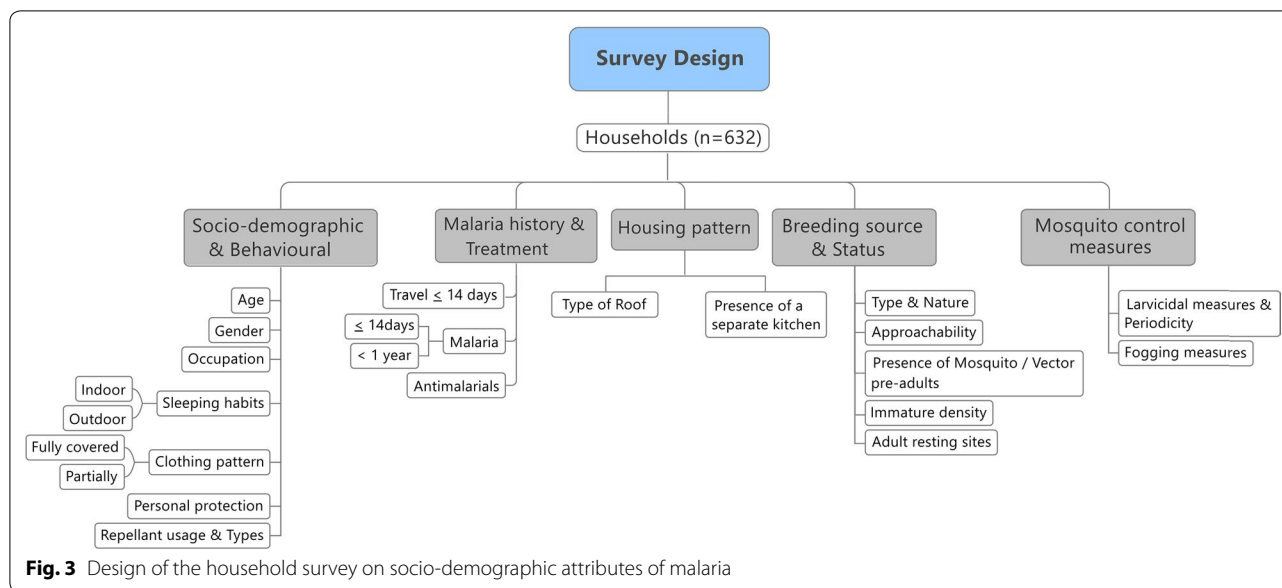 Survey Design
Households (n=632)
Socio-demographic
& Behavioural
Age
Gender
Occupation
Sleeping habits
Indoor
Outdoor
Clothing pattern
Fully covered
Partially
Personal protection
Repellant usage & Types
Malaria history &
Treatment
Travel ≤ 14 days
Malaria
≤ 14days
< 1 year
Antimalarials
Housing pattern
Type of Roof
Presence of a
separate kitchen
Breeding source
& Status
Type & Nature
Approachability
Presence of Mosquito / Vector
pre-adults
Immature density
Adult resting sites
Mosquito control
measures
Larvicidal measures &
Periodicity
Fogging measures
Fig. 3 Design of the household survey on socio-demographic attributes of malaria